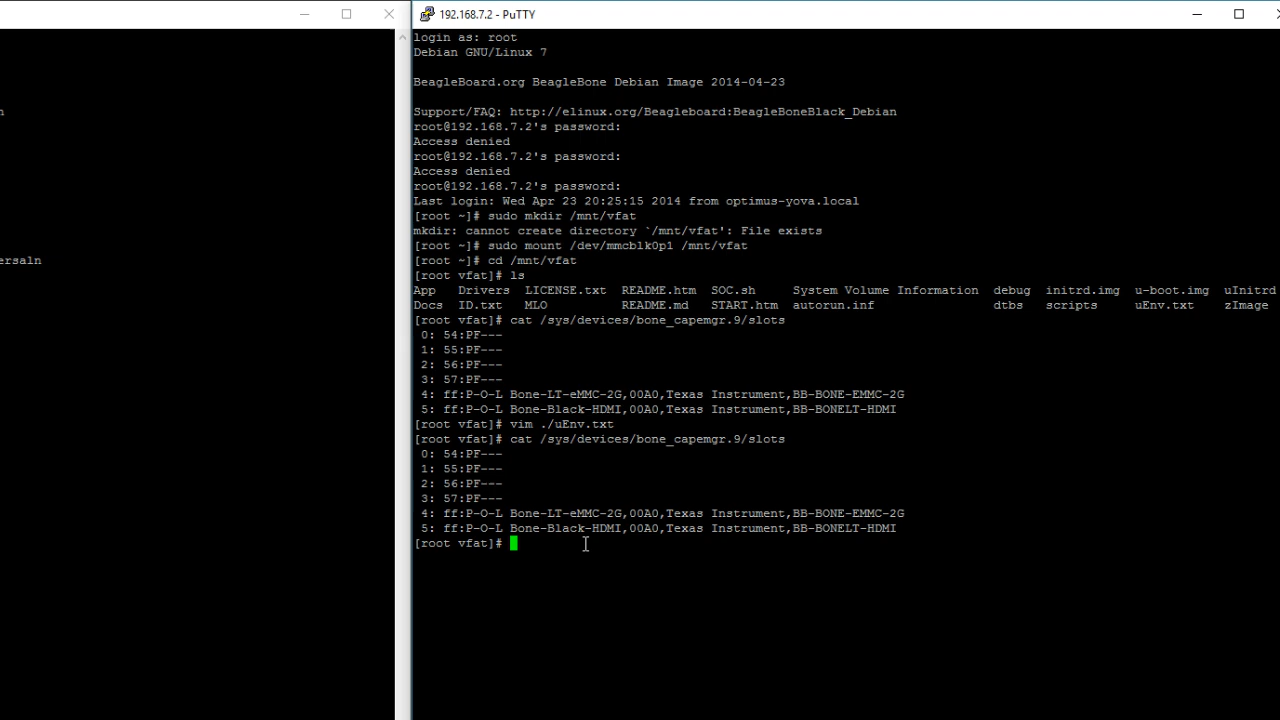 192.168.7.2 - PuTTY
login as: root
Debian GNU/Linux 7
BeagleBoard.org BeagleBone Debian Image 2014-04-23
n
Support/FAQ: http://elinux.org/Beagleboard:BeagleBoneBlack_Debian
root@192.168.7.2's password:
Access denied
root@192.168.7.2's password:
Access denied
root@192.168.7.2's password:
Last login: Wed Apr 23 20:25:15 2014 from optimus-yova.local
[root ~]# sudo mkdir /mnt/vfat
mkdir: cannot create directory `/mnt/vfat': File exists
[root ~]# sudo mount /dev/mmcblk0p1 /mnt/vfat
ersaln
[root ~]# cd /mnt/vfat
[root vfat]# ls
App Drivers LICENSE.txt README.htm SOC.sh System Volume Information debug initrd.img u-boot.img uInitrd
Docs ID.txt MLO README.md START.htm autorun.inf dtbs scripts uEnv.txt zImage
[root vfat]# cat /sys/devices/bone_capemgr.9/slots
0: 54:PF---
1: 55:PF---
2: 56:PF---
3: 57:PF---
4: ff:P-O-L Bone-LT-eMMC-2G,00A0,Texas Instrument,BB-BONE-EMMC-2G
5: ff:P-O-L Bone-Black-HDMI,00A0,Texas Instrument,BB-BONELT-HDMI
[root vfat]# vim ./uEnv.txt
[root vfat]# cat /sys/devices/bone_capemgr.9/slots
0: 54:PF---
1: 55:PF---
2: 56:PF---
3: 57:PF---
4: ff:P-O-L Bone-LT-eMMC-2G,00A0,Texas Instrument,BB-BONE-EMMC-2G
5: ff:P-O-L Bone-Black-HDMI,00A0,Texas Instrument,BB-BONELT-HDMI
[root vfat]#